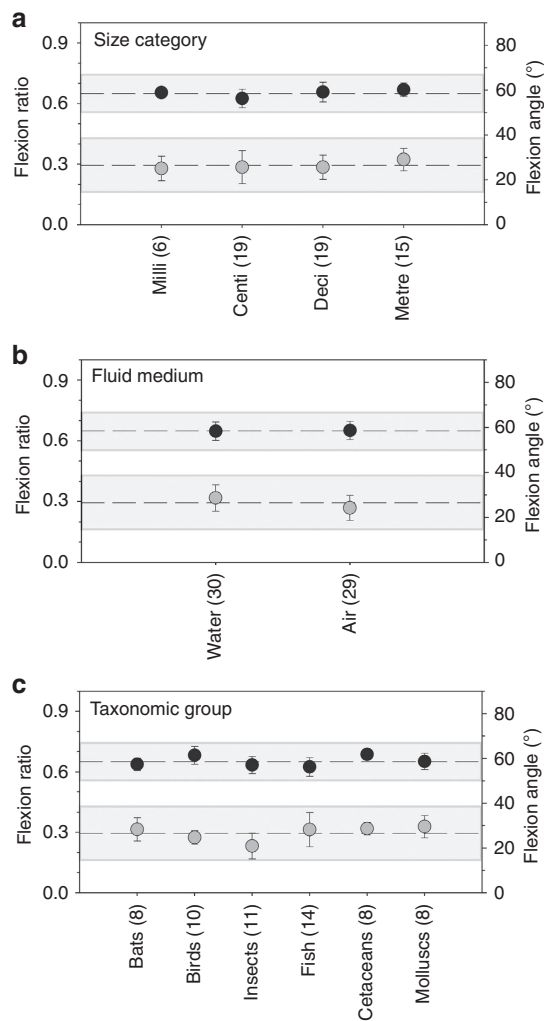 a
Size category
Flexion ratio
0.9
0.6
0.3
0.0
80
60
40
20
0
Flexion angle (°)
Milli (6)
Centi (19)
Deci (19)
Metre (15)
b
Fluid medium
Flexion ratio
0.9
0.6
0.3
0.0
80
60
40
20
0
Flexion angle (°)
Water (30)
Air (29)
c
Taxonomic group
Flexion ratio
0.9
0.6
0.3
0.0
80
60
40
20
0
Flexion angle (°)
Bats (8)
Birds (10)
Insects (11)
Fish (14)
Cetaceans (8)
Molluscs (8)